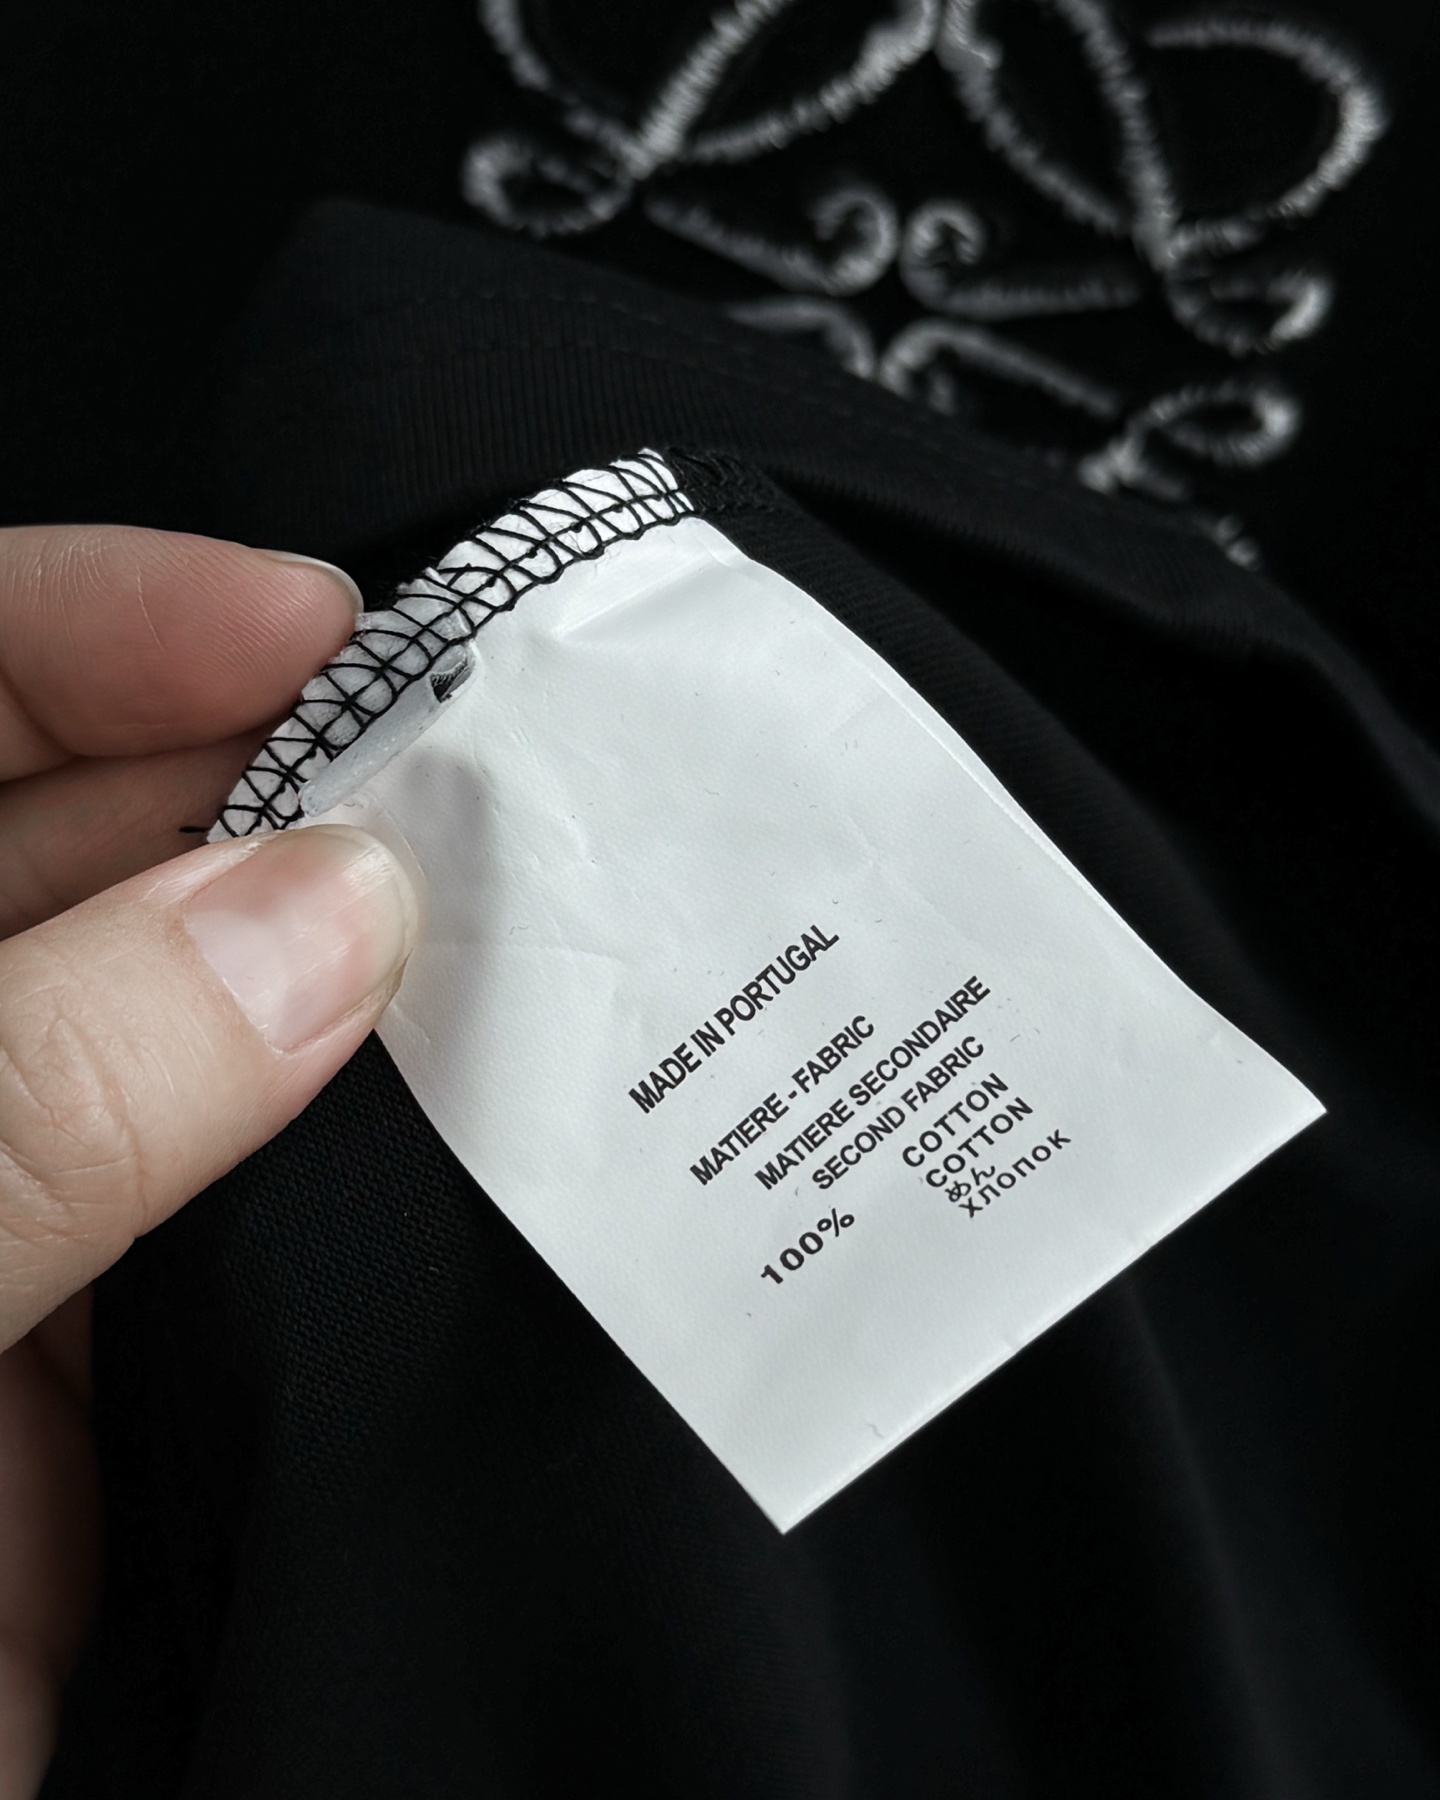 MADE IN PORTUGAL
MATIERE - FABRIC
MATIERE SECONDAIRE
SECOND FABRIC
100% COTTON
COTTON
めん
ХЛОПОК